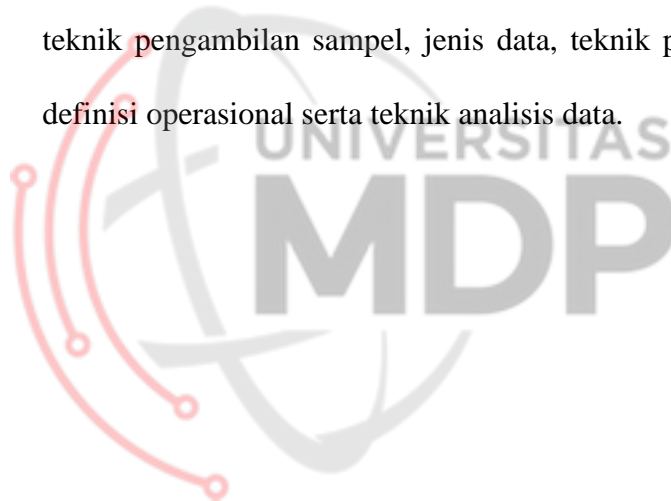 teknik pengambilan sampel, jenis data, teknik
definisi operasional serta teknik analisis data.
UNIVERSITAS
MDP